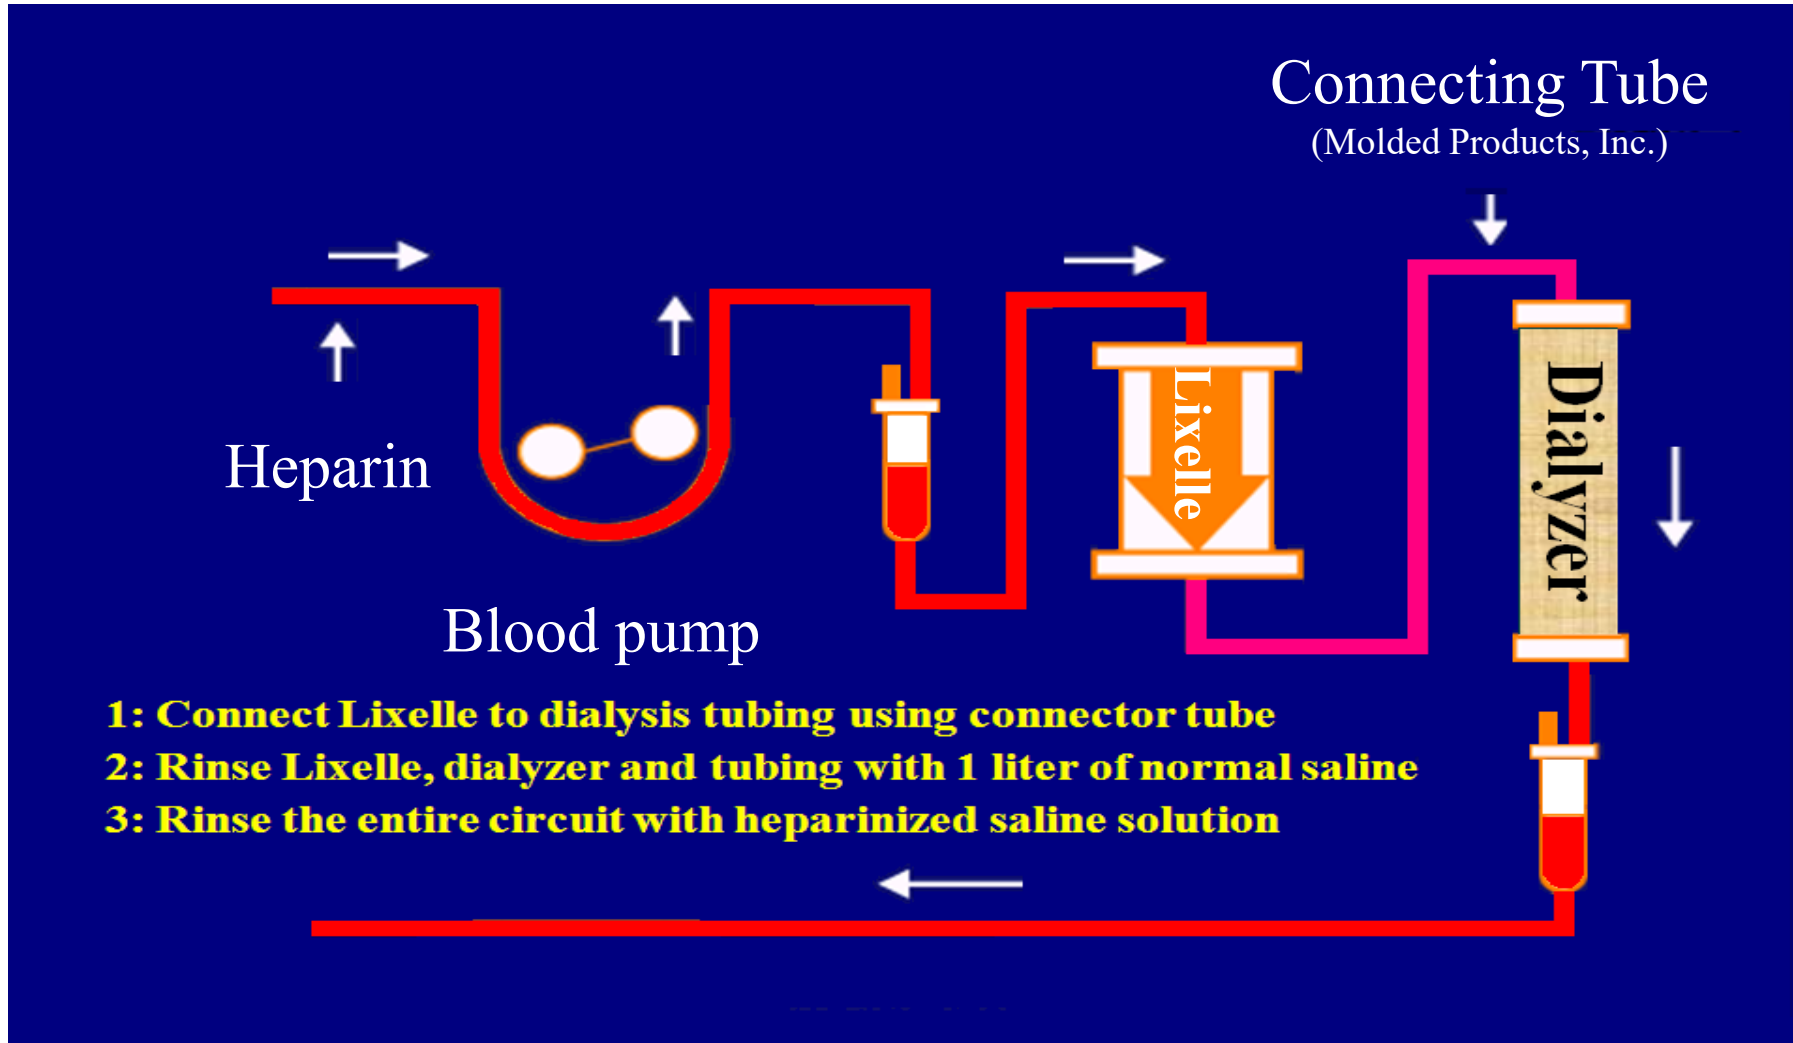 Connecting Tube
(Molded Products, Inc.)
Heparin
Blood pump
Lixelle
Dialyzer
1: Connect Lixelle to dialysis tubing using connector tube
2: Rinse Lixelle, dialyzer and tubing with 1 liter of normal saline
3: Rinse the entire circuit with heparinized saline solution